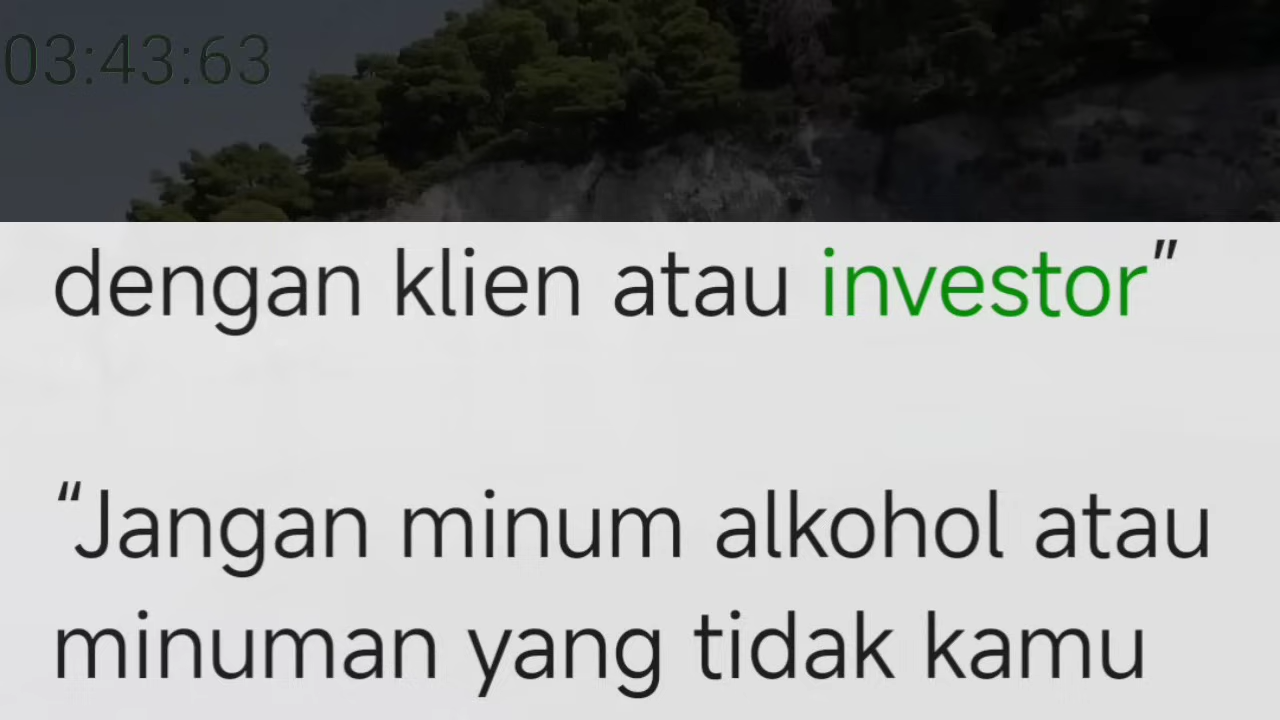 03:43:63
dengan klien atau investor”
“Jangan minum alkohol atau
minuman yang tidak kamu